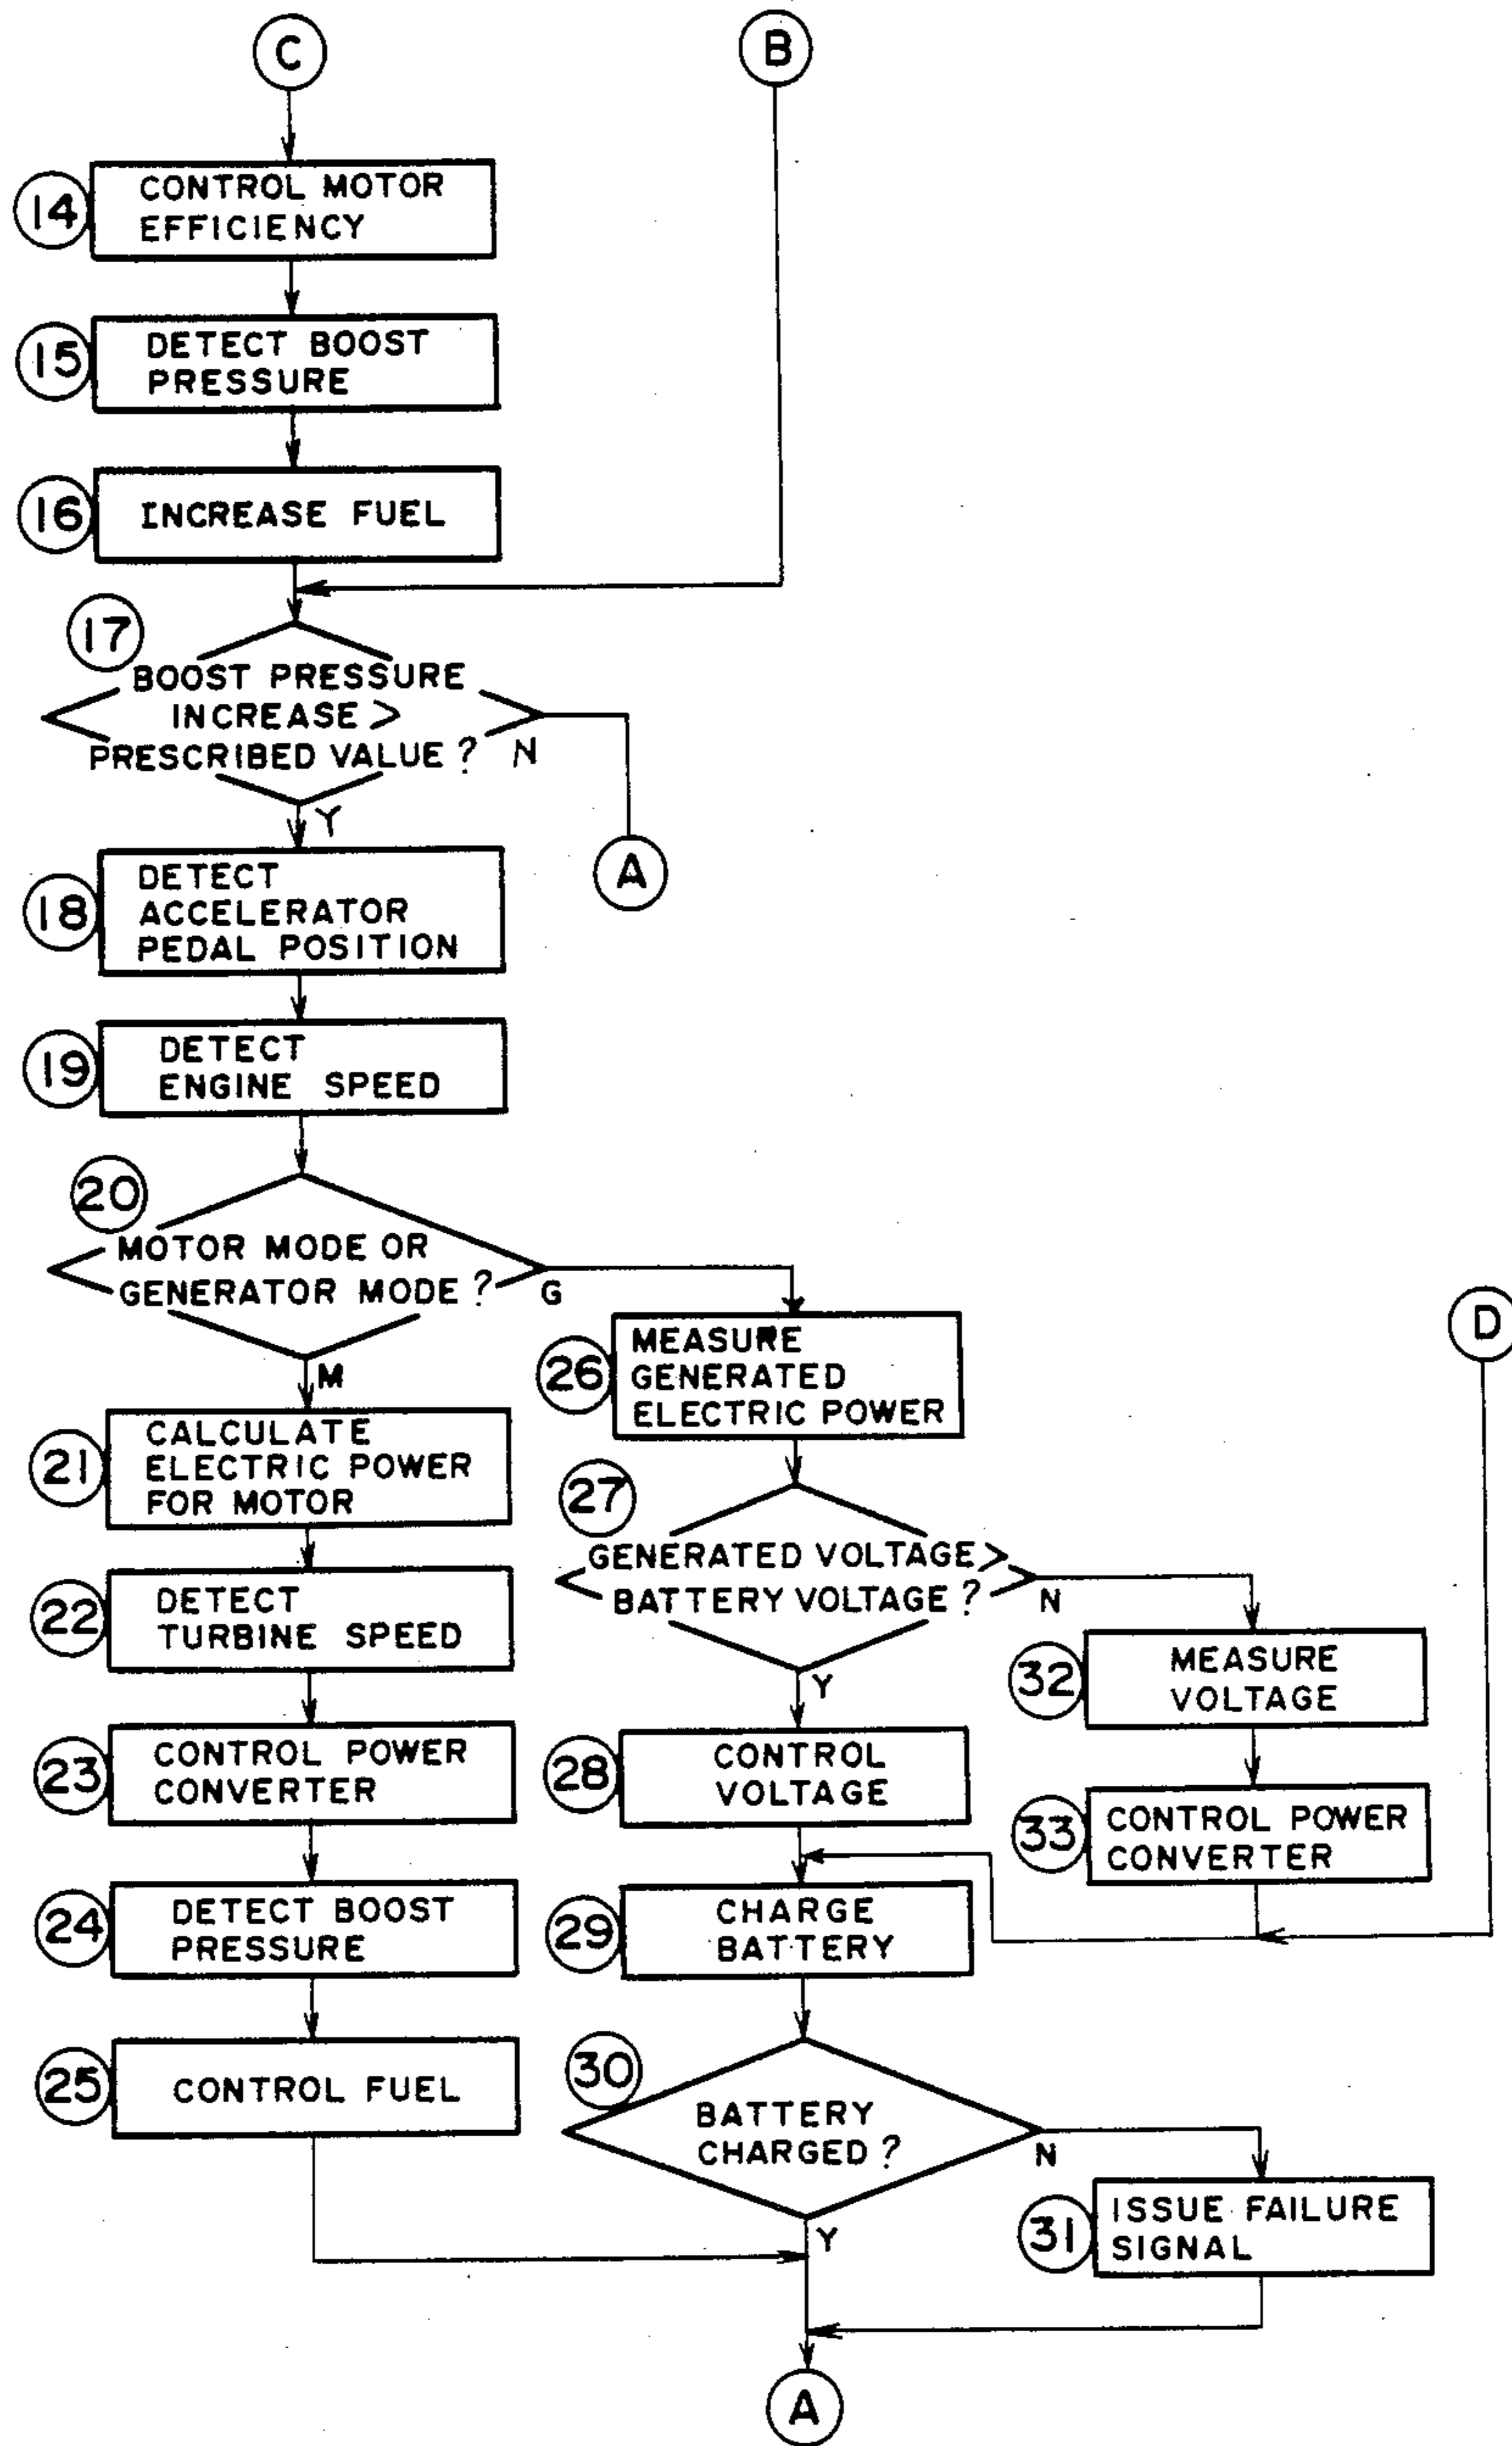 C
B
14
CONTROL MOTOR
EFFICIENCY
15
DETECT BOOST
PRESSURE
16
INCREASE FUEL
17
BOOST PRESSURE
INCREASE >
PRESCRIBED VALUE ?
N
Y
A
18
DETECT
ACCELERATOR
PEDAL POSITION
19
DETECT
ENGINE SPEED
20
MOTOR MODE OR
GENERATOR MODE ?
G
M
D
21
CALCULATE
ELECTRIC POWER
FOR MOTOR
22
DETECT
TURBINE SPEED
23
CONTROL POWER
CONVERTER
24
DETECT BOOST
PRESSURE
25
CONTROL FUEL
26
MEASURE
GENERATED
ELECTRIC POWER
27
GENERATED VOLTAGE >
BATTERY VOLTAGE ?
N
Y
28
CONTROL
VOLTAGE
29
CHARGE
BATTERY
30
BATTERY
CHARGED ?
N
Y
32
MEASURE
VOLTAGE
33
CONTROL POWER
CONVERTER
31
ISSUE FAILURE
SIGNAL
A